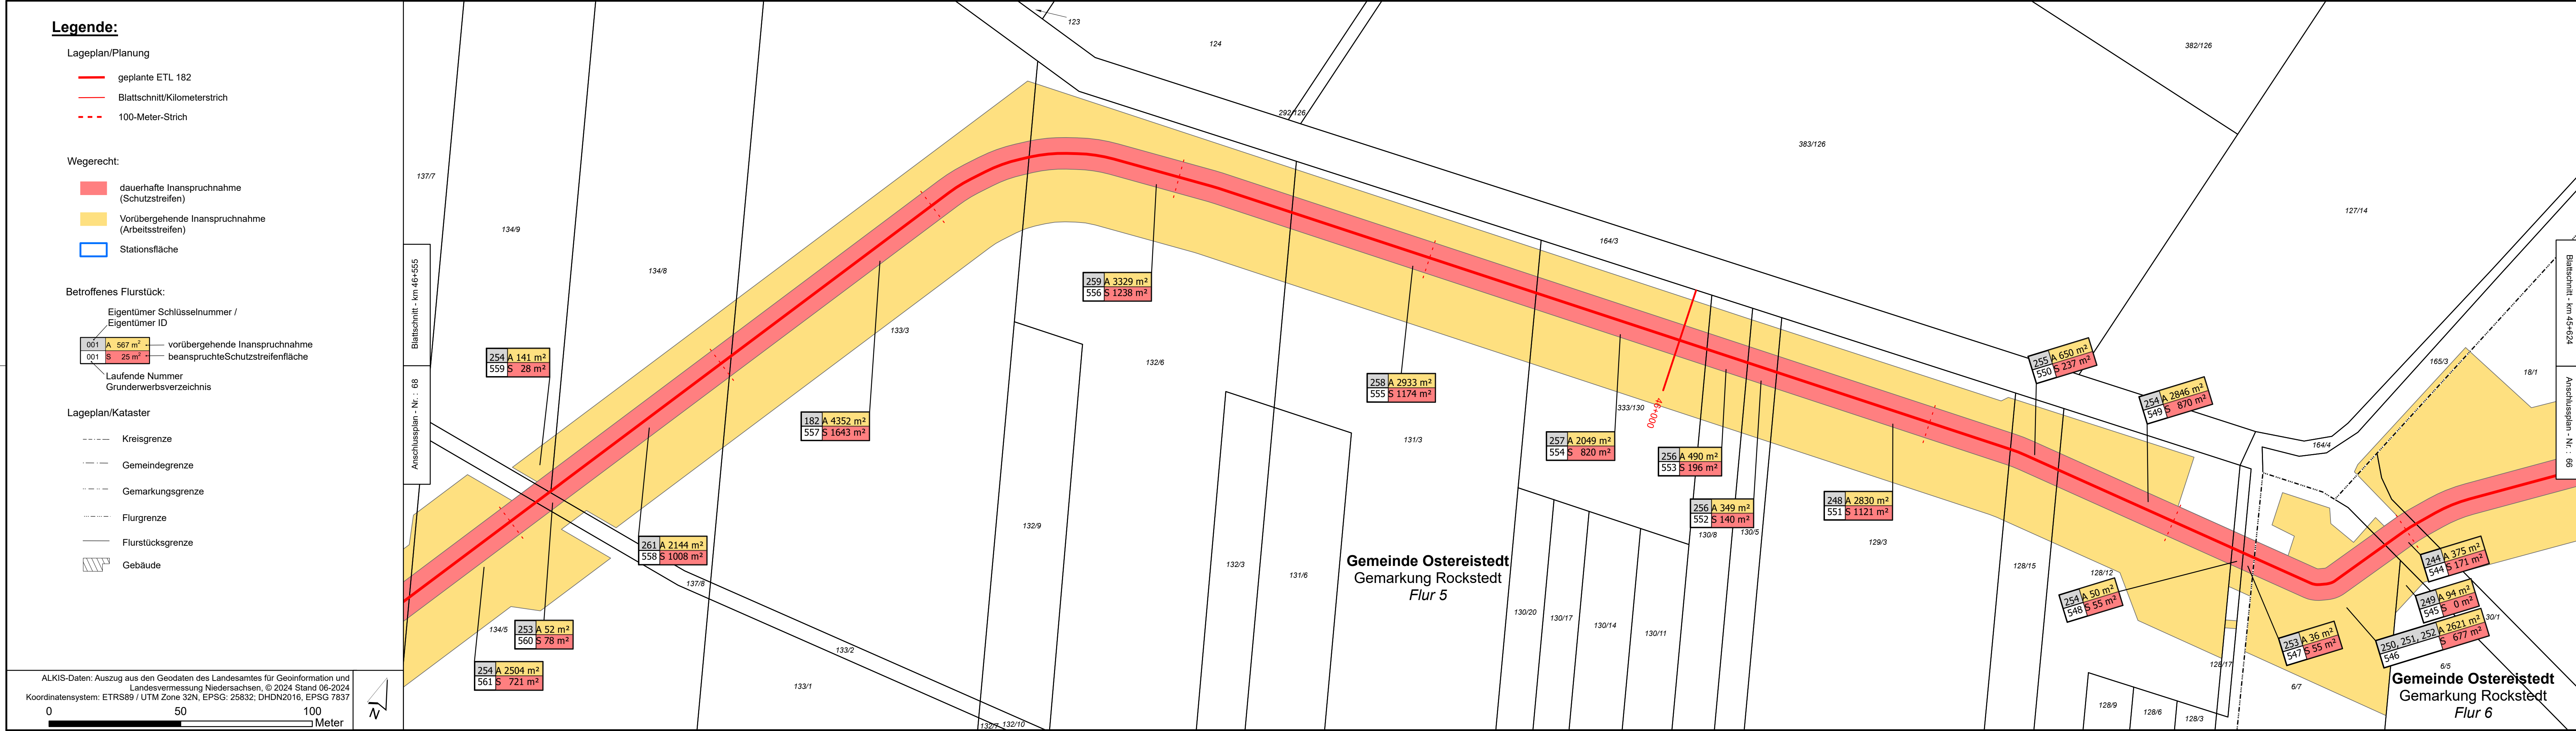 Legende:
Lageplan/Planung
geplante ETL 182
Blattschnitt/Kilometerstrich
100-Meter-Strich
Wegerecht:
dauerhafte Inanspruchnahme
(Schutzstreifen)
Vorübergehende Inanspruchnahme
(Arbeitsstreifen)
Stationsfläche
Betroffenes Flurstück:
Eigentümer Schlüsselnummer /
Eigentümer ID
001 A 567 m² vorübergehende Inanspruchnahme
001 S 25 m² beanspruchteSchutzstreifenfläche
Laufende Nummer
Grunderwerbsverzeichnis
Lageplan/Kataster
Kreisgrenze
Gemeindegrenze
Gemarkungsgrenze
Flurgrenze
Flurstücksgrenze
Gebäude
ALKIS-Daten: Auszug aus den Geodaten des Landesamtes für Geoinformation und
Landesvermessung Niedersachsen, © 2024 Stand 06-2024
Koordinatensystem: ETRS89 / UTM Zone 32N, EPSG: 25832; DHDN2016, EPSG 7837
0 50 100
Meter
N
Blattschnitt - km 46+555
Anschlussplan - Nr. : 68
137/7
134/9
134/8
254 A 141 m²
559 S 28 m²
134/5
253 A 52 m²
560 S 78 m²
254 A 2504 m²
561 S 721 m²
261 A 2144 m²
558 S 1008 m²
137/8
182 A 4352 m²
557 S 1643 m²
133/3
133/2
133/1
132/7
132/10
123
124
292/126
259 A 3329 m²
556 S 1238 m²
132/6
132/9
132/3
131/6
258 A 2933 m²
555 S 1174 m²
131/3
Gemeinde Ostereistedt
Gemarkung Rockstedt
Flur 5
383/126
164/3
333/130
46+000
257 A 2049 m²
554 S 820 m²
256 A 490 m²
553 S 196 m²
256 A 349 m²
552 S 140 m²
130/8
130/5
130/20
130/17
130/14
130/11
248 A 2830 m²
551 S 1121 m²
129/3
382/126
127/14
255 A 650 m²
550 S 237 m²
254 A 2846 m²
549 S 870 m²
128/15
128/12
254 A 50 m²
548 S 55 m²
128/17
128/9
128/6
128/3
164/4
165/3
18/1
244 A 375 m²
544 S 171 m²
249 A 94 m²
545 S 0 m²
30/1
250, 251, 252 A 2621 m²
546 S 677 m²
253 A 36 m²
547 S 55 m²
6/5
6/7
Gemeinde Ostereistedt
Gemarkung Rockstedt
Flur 6
Blattschnitt - km 45+624
Anschlussplan - Nr. : 66